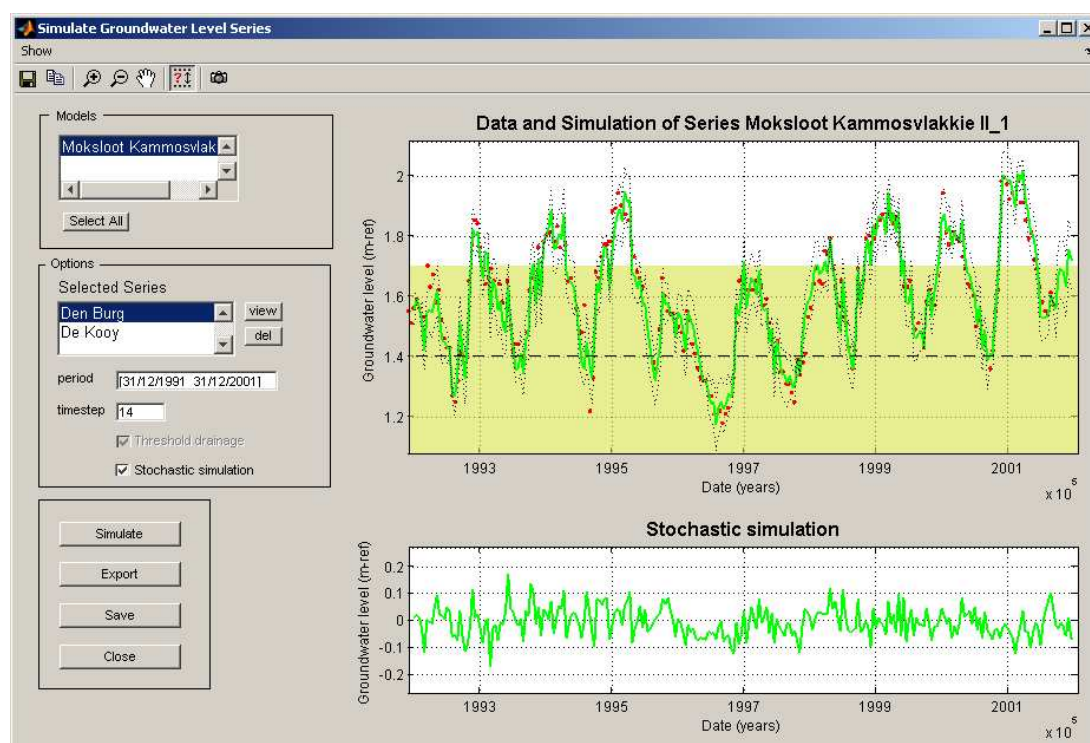 Simulate Groundwater Level Series
Show
Models
Moksloot Kammosvlak
Select All
Options
Selected Series
Den Burg
De Kooy
view
del
period
[31/12/1991 31/12/2001]
timestep
14
Threshold drainage
Stochastic simulation
Simulate
Export
Save
Close
Data and Simulation of Series Moksloot Kammosvlakkie II_1
Groundwater level (m-ref)
2
1.8
1.6
1.4
1.2
1993 1995 1997 1999 2001
Date (years)
x 10^5
Stochastic simulation
Groundwater level (m-ref)
0.2
0.1
0
-0.1
-0.2
1993 1995 1997 1999 2001
Date (years)
x 10^5